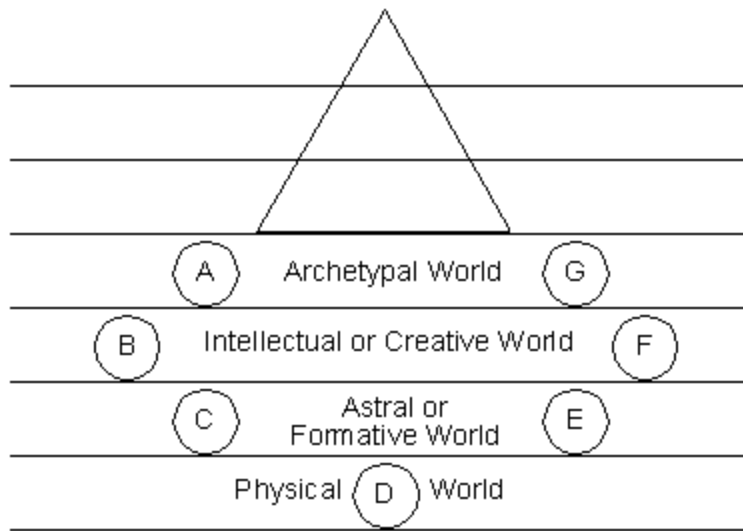 A Archetypal World G
B Intellectual or Creative World F
C Astral or E
Formative World
Physical D World